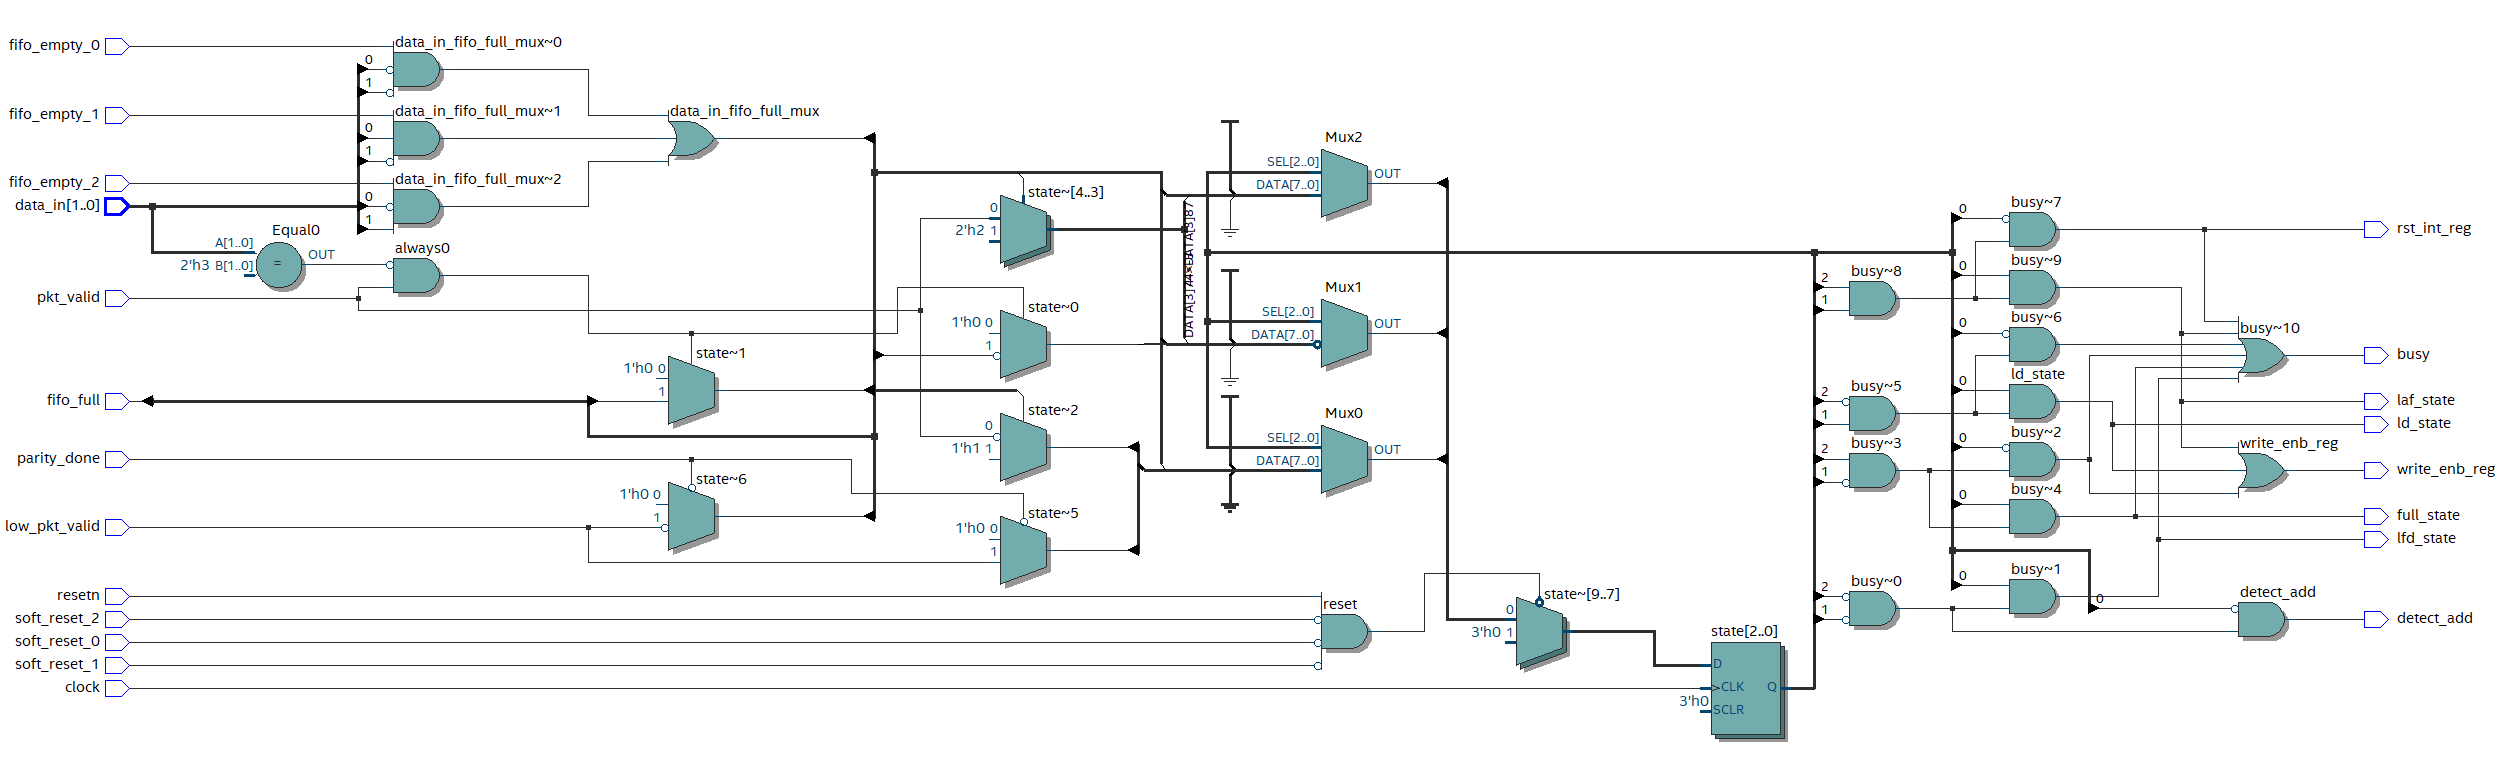 fifo_empty_0
fifo_empty_1
fifo_empty_2
data_in[1..0]
pkt_valid
fifo_full
parity_done
low_pkt_valid
resetn
soft_reset_2
soft_reset_0
soft_reset_1
clock
data_in_fifo_full_mux~0
0
1
data_in_fifo_full_mux~1
0
1
data_in_fifo_full_mux~2
0
1
Equal0
A[1..0]
2'h3 B[1..0]
=
OUT
always0
data_in_fifo_full_mux
state~1
1'h0 0
1
state~6
1'h0 0
1
state~[4..3]
0
2'h2 1
state~0
1'h0 0
1
state~2
0
1'h1 1
state~5
1'h0 0
1
Mux2
SEL[2..0]
DATA[7..0]
OUT
Mux1
SEL[2..0]
DATA[7..0]
OUT
Mux0
SEL[2..0]
DATA[7..0]
OUT
reset
state~[9..7]
0
3'h0 1
state[2..0]
D
CLK
Q
3'h0
SCLR
busy~8
2
1
busy~5
2
1
busy~3
2
1
busy~0
2
1
busy~7
0
busy~9
0
busy~6
0
ld_state
0
busy~2
0
busy~4
0
busy~1
0
0
busy~10
write_enb_reg
detect_add
rst_int_reg
busy
laf_state
ld_state
write_enb_reg
full_state
lfd_state
detect_add